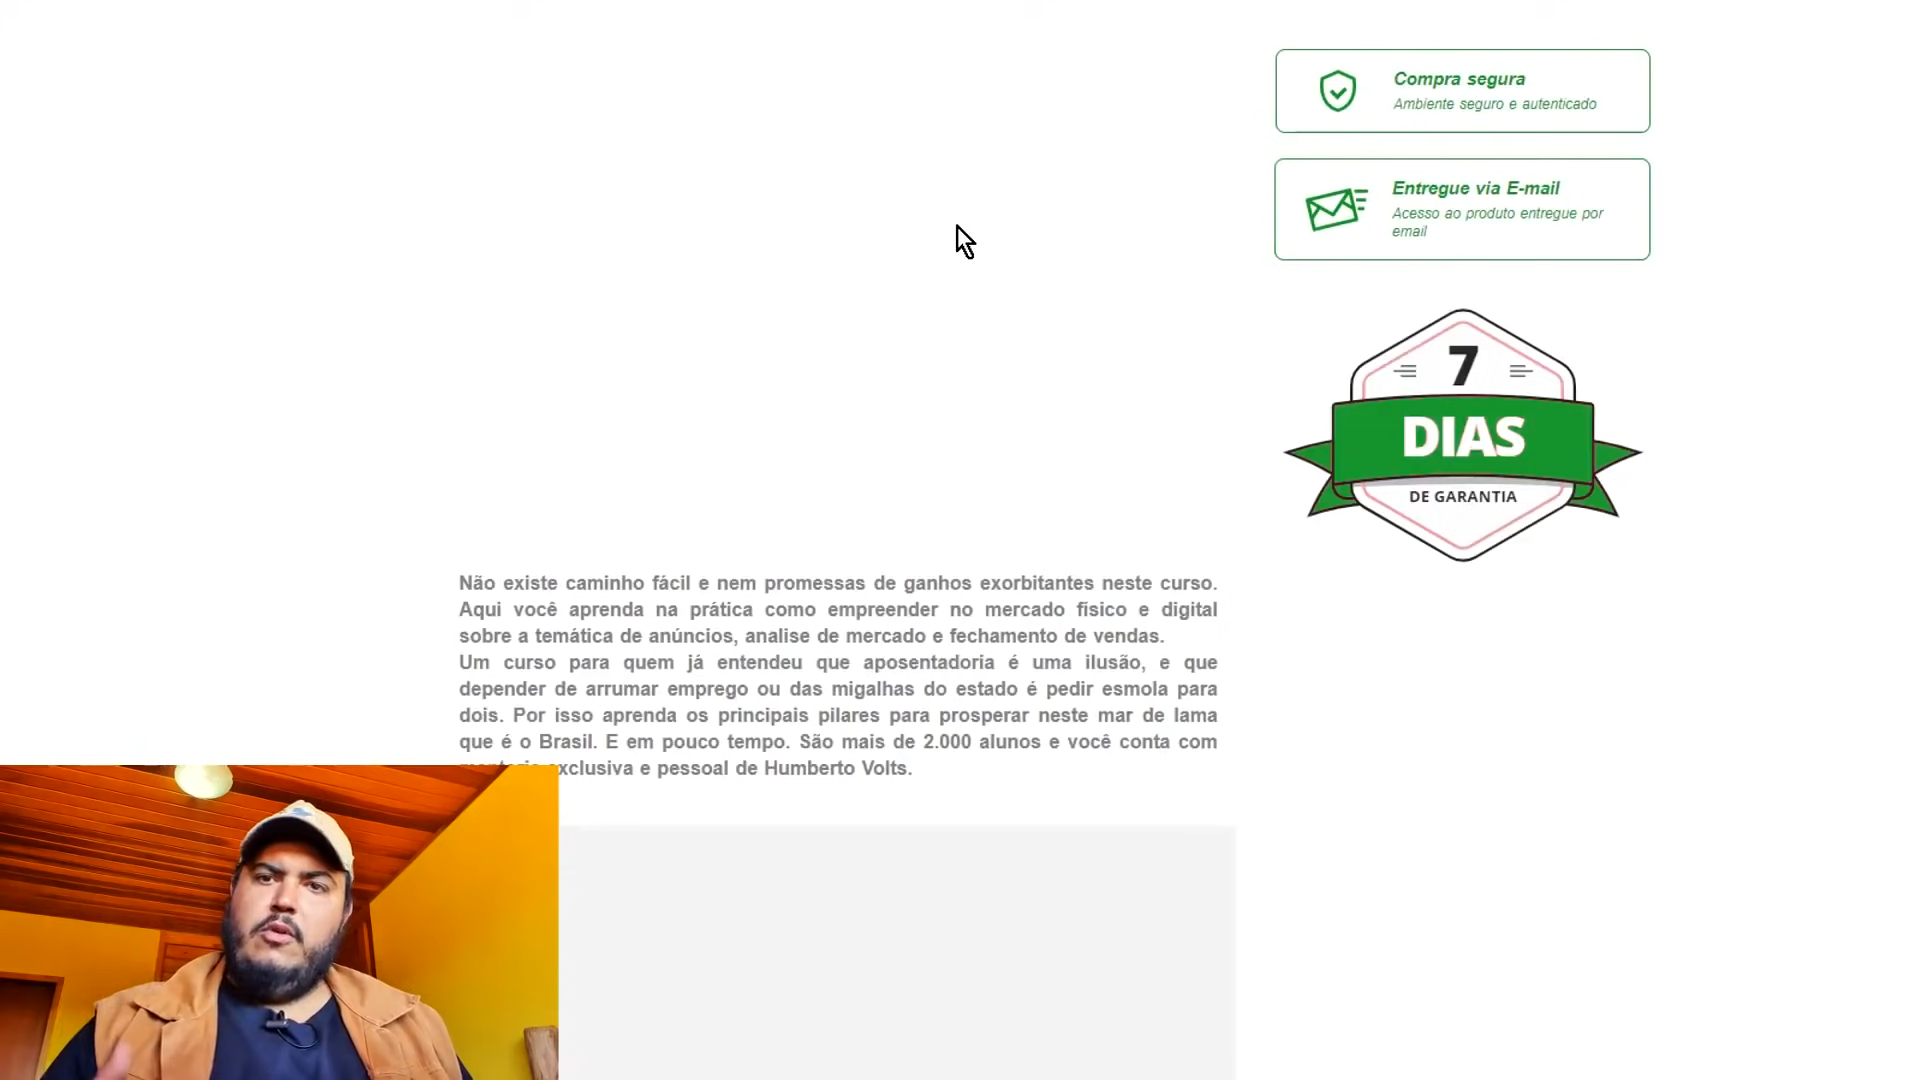 Compra segura
Ambiente seguro e autenticado
Entregue via E-mail
Acesso ao produto entregue por
email
7
DIAS
DE GARANTIA
Não existe caminho fácil e nem promessas de ganhos exorbitantes neste curso.
Aqui você aprenda na prática como empreender no mercado físico e digital
sobre a temática de anúncios, analise de mercado e fechamento de vendas.
Um curso para quem já entendeu que aposentadoria é uma ilusão, e que
depender de arrumar emprego ou das migalhas do estado é pedir esmola para
dois. Por isso aprenda os principais pilares para prosperar neste mar de lama
que é o Brasil. E em pouco tempo. São mais de 2.000 alunos e você conta com
exclusiva e pessoal de Humberto Volts.